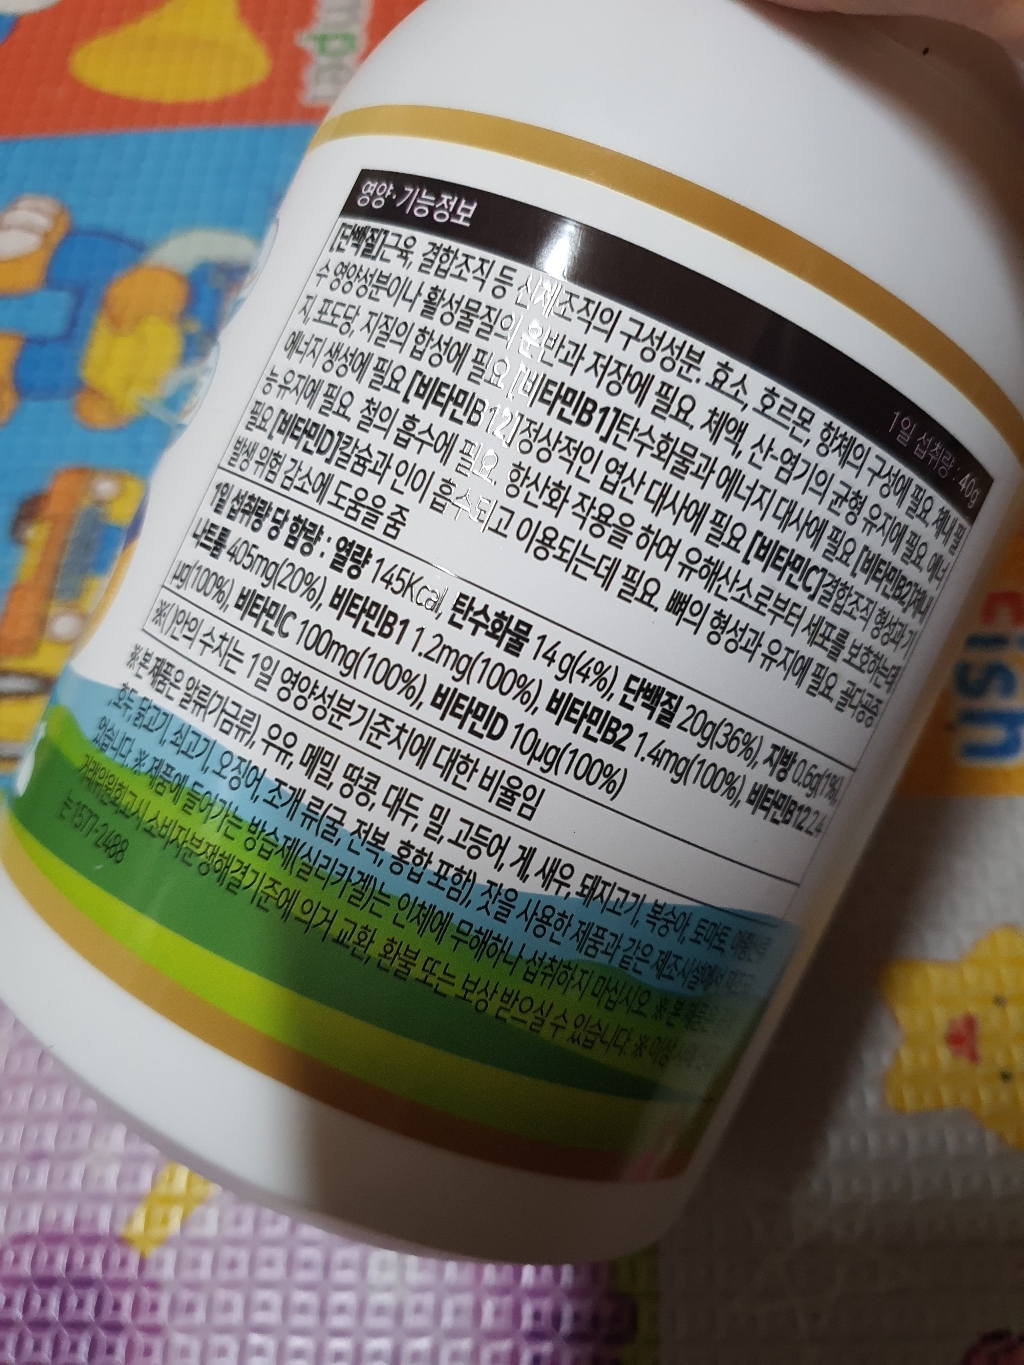 영양·기능정보
1일 섭취량 : 40g
[단백질]근육, 결합조직 등 신체조직의 구성성분. 효소, 호르몬, 항체의 구성에 필요. 체내 필
수 영양성분이나 활성물질의 운반과 저장에 필요. 체액, 산-염기의 균형 유지에 필요. 에너
지, 포도당, 지질의 합성에 필요. [비타민B1]탄수화물과 에너지 대사에 필요 [비타민B2]체내
에너지 생성에 필요 [비타민B12]정상적인 엽산 대사에 필요 [비타민C]결합조직 형성과 기
능유지에 필요. 철의 흡수에 필요. 항산화 작용을 하여 유해산소로부터 세포를 보호하는데
필요 [비타민D]칼슘과 인이 흡수되고 이용되는데 필요. 뼈의 형성과 유지에 필요. 골다공증
발생 위험 감소에 도움을 줌
1일 섭취량 당 함량 : 열량 145Kcal, 탄수화물 14g(4%), 단백질 20g(36%), 지방 0.6g(1%),
나트륨 405mg(20%), 비타민B1 1.2mg(100%), 비타민B2 1.4mg(100%), 비타민B12 2.4
μg(100%), 비타민C 100mg(100%), 비타민D 10μg(100%)
※( )안의 수치는 1일 영양성분기준치에 대한 비율임
※본 제품은 알류(가금류), 우유, 메밀, 땅콩, 대두, 밀, 고등어, 게, 새우, 돼지고기, 복숭아, 토마토,
호두, 닭고기, 쇠고기, 오징어, 조개류(굴, 전복, 홍합 포함), 잣을 사용한 제품과 같은 제조시설에서
있습니다. ※ 제품에 들어가는 방습제(실리카겔)는 인체에 무해하나 섭취하지 마십시오. ※ 본 제품은
거래위원회고시 소비자분쟁해결기준에 의거 교환, 환불 또는 보상 받으실 수 있습니다. ※
는 1577-2488